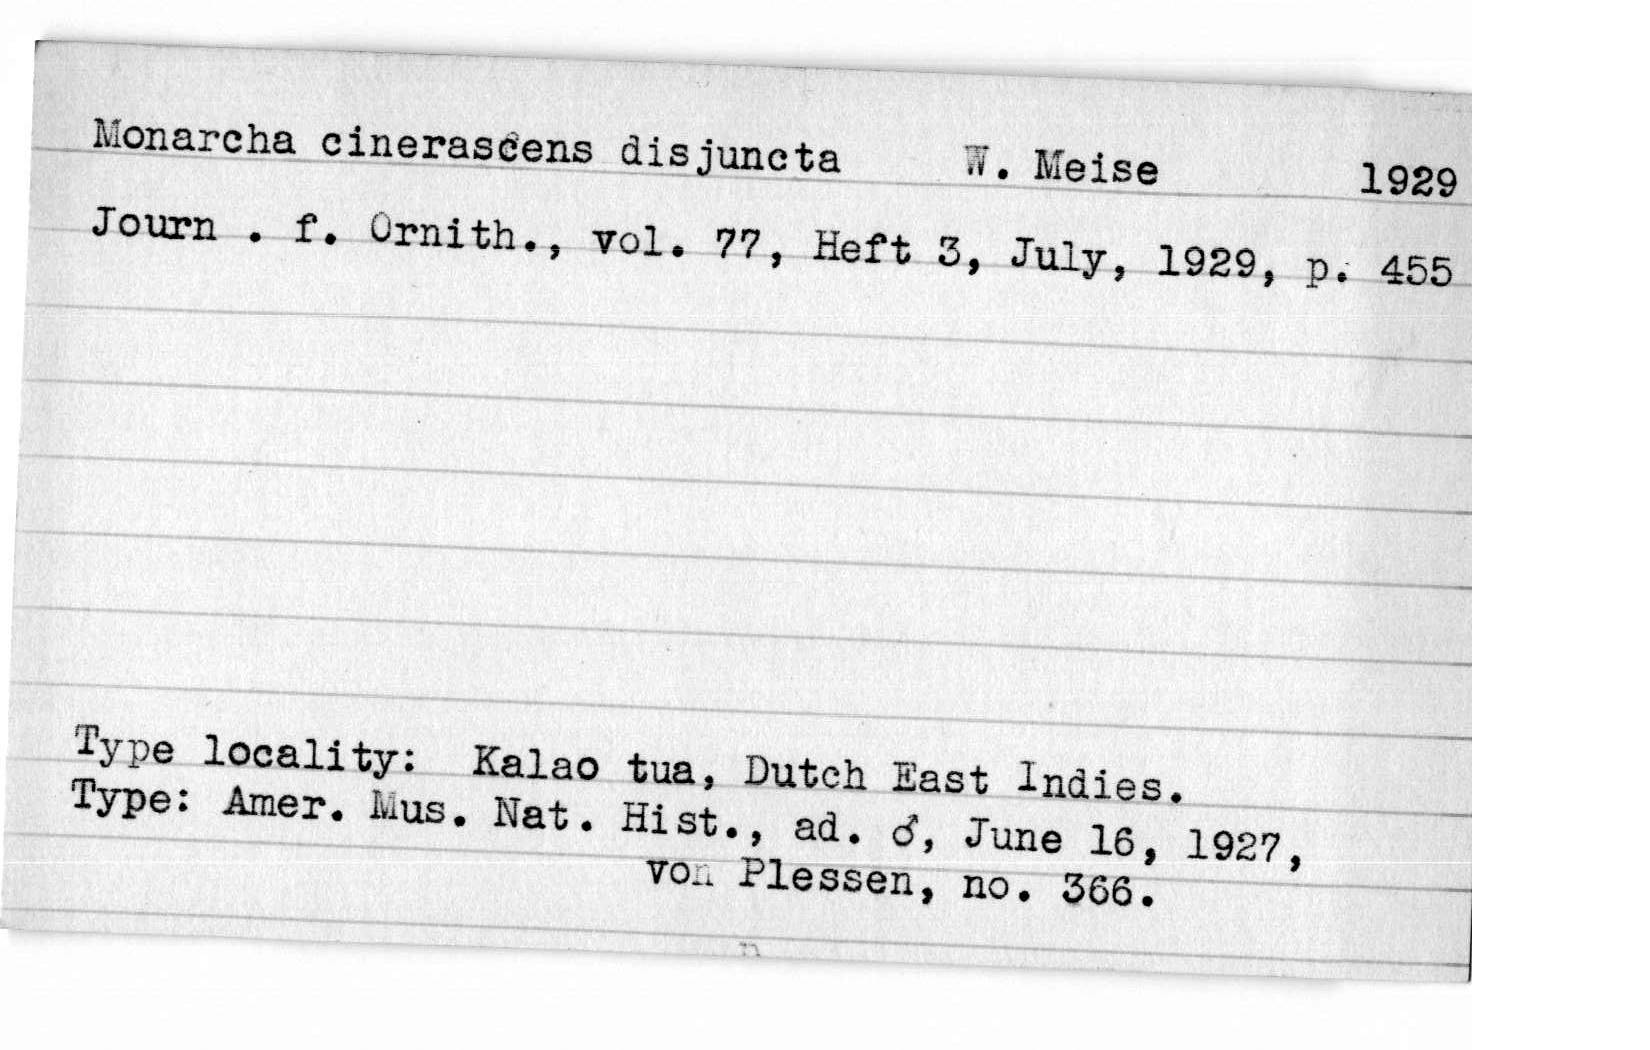 Monarcha cinerascens disjuncta W. Meise 1929
Journ . f. Ornith., vol. 77, Heft 3, July, 1929, p. 455
Type locality: Kalao tua, Dutch East Indies.
Type: Amer. Mus. Nat. Hist., ad. ♂, June 16, 1927,
von Plessen, no. 366.